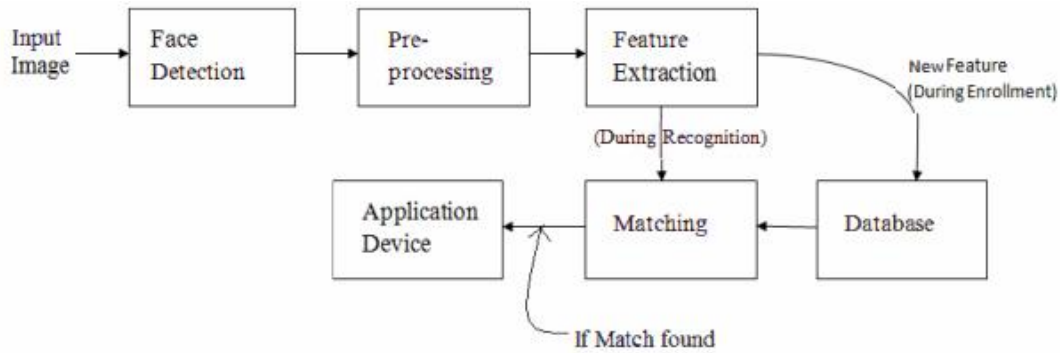 Input
Image
Face
Detection
Pre-
processing
Feature
Extraction
New Feature
(During Enrollment)
(During Recognition)
Application
Device
Matching
Database
If Match found